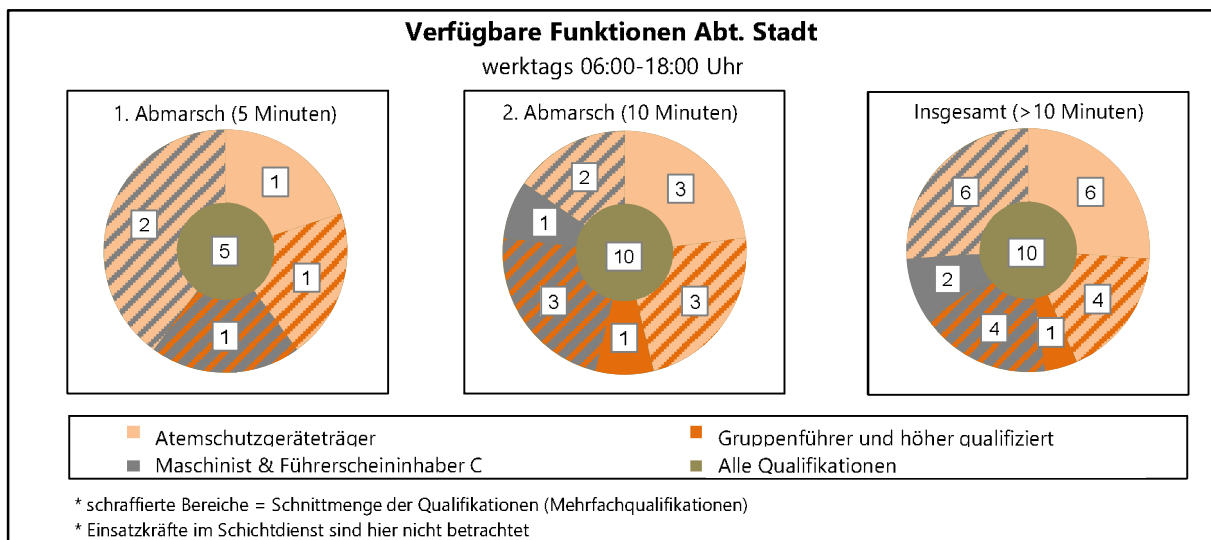 Verfügbare Funktionen Abt. Stadt
werktags 06:00-18:00 Uhr
1. Abmarsch (5 Minuten)
1
2
5
1
1
2. Abmarsch (10 Minuten)
2
3
1
10
3
3
1
Insgesamt (>10 Minuten)
6
6
10
2
4
4
1
Atemschutzgeräteträger
Gruppenführer und höher qualifiziert
Maschinist & Führerscheininhaber C
Alle Qualifikationen
* schraffierte Bereiche = Schnittmenge der Qualifikationen (Mehrfachqualifikationen)
* Einsatzkräfte im Schichtdienst sind hier nicht betrachtet